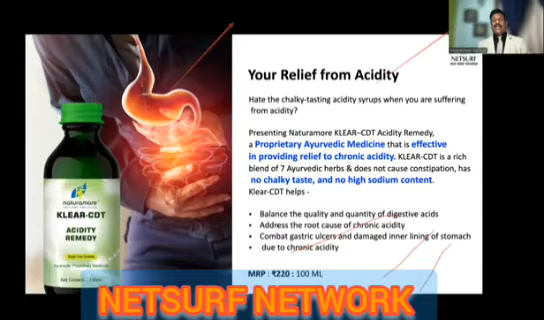 NETSURF
Your Relief from Acidity
Hate the chalky-tasting acidity syrups when you are suffering
from acidity?
Presenting Naturamore KLEAR–CDT Acidity Remedy,
a Proprietary Ayurvedic Medicine that is effective
in providing relief to chronic acidity. KLEAR-CDT is a rich
blend of 7 Ayurvedic herbs & does not cause constipation, has
no chalky taste, and no high sodium content.
Klear-CDT helps -
• Balance the quality and quantity of digestive acids
• Address the root cause of chronic acidity
• Combat gastric ulcers and damaged inner lining of stomach
• due to chronic acidity
MRP : ₹220 : 100 ML
naturamore
KLEAR-CDT
ACIDITY
REMEDY
Ayurvedic Proprietary Medicine
NETSURF NETWORK